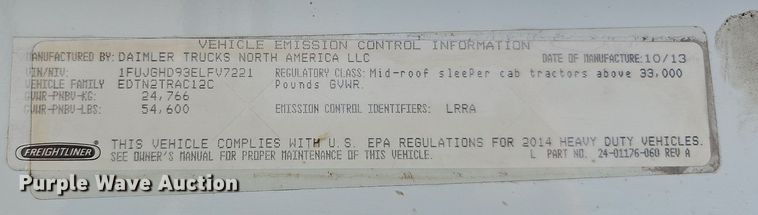 VEHICLE EMISSION CONTROL INFORMATION
MANUFACTURED BY: DAIMLER TRUCKS NORTH AMERICA LLC DATE OF MANUFACTURE: 10/13
VIN/NIV: 1FUJGHD93ELFV7221 REGULATORY CLASS: Mid-roof sleeper cab tractors above 33,000
VEHICLE FAMILY EDTN2TRAC12C Pounds GVWR.
GVWR-PNBV-KG: 24,766
GVWR-PNBV-LBS: 54,600 EMISSION CONTROL IDENTIFIERS: LRRA
THIS VEHICLE COMPLIES WITH U.S. EPA REGULATIONS FOR 2014 HEAVY DUTY VEHICLES.
FREIGHTLINER SEE OWNER'S MANUAL FOR PROPER MAINTENANCE OF THIS VEHICLE. L PART NO. 24-01176-060 REV A
Purple Wave Auction